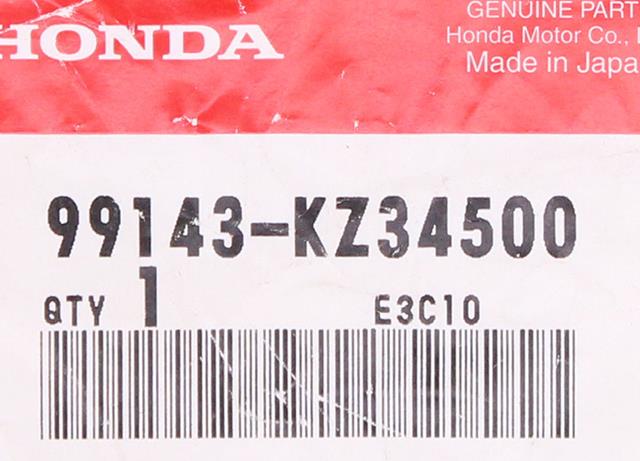 HONDA
GENUINE PART
Honda Motor Co.,
Made in Japa
99143-KZ34500
QTY 1 E3C10